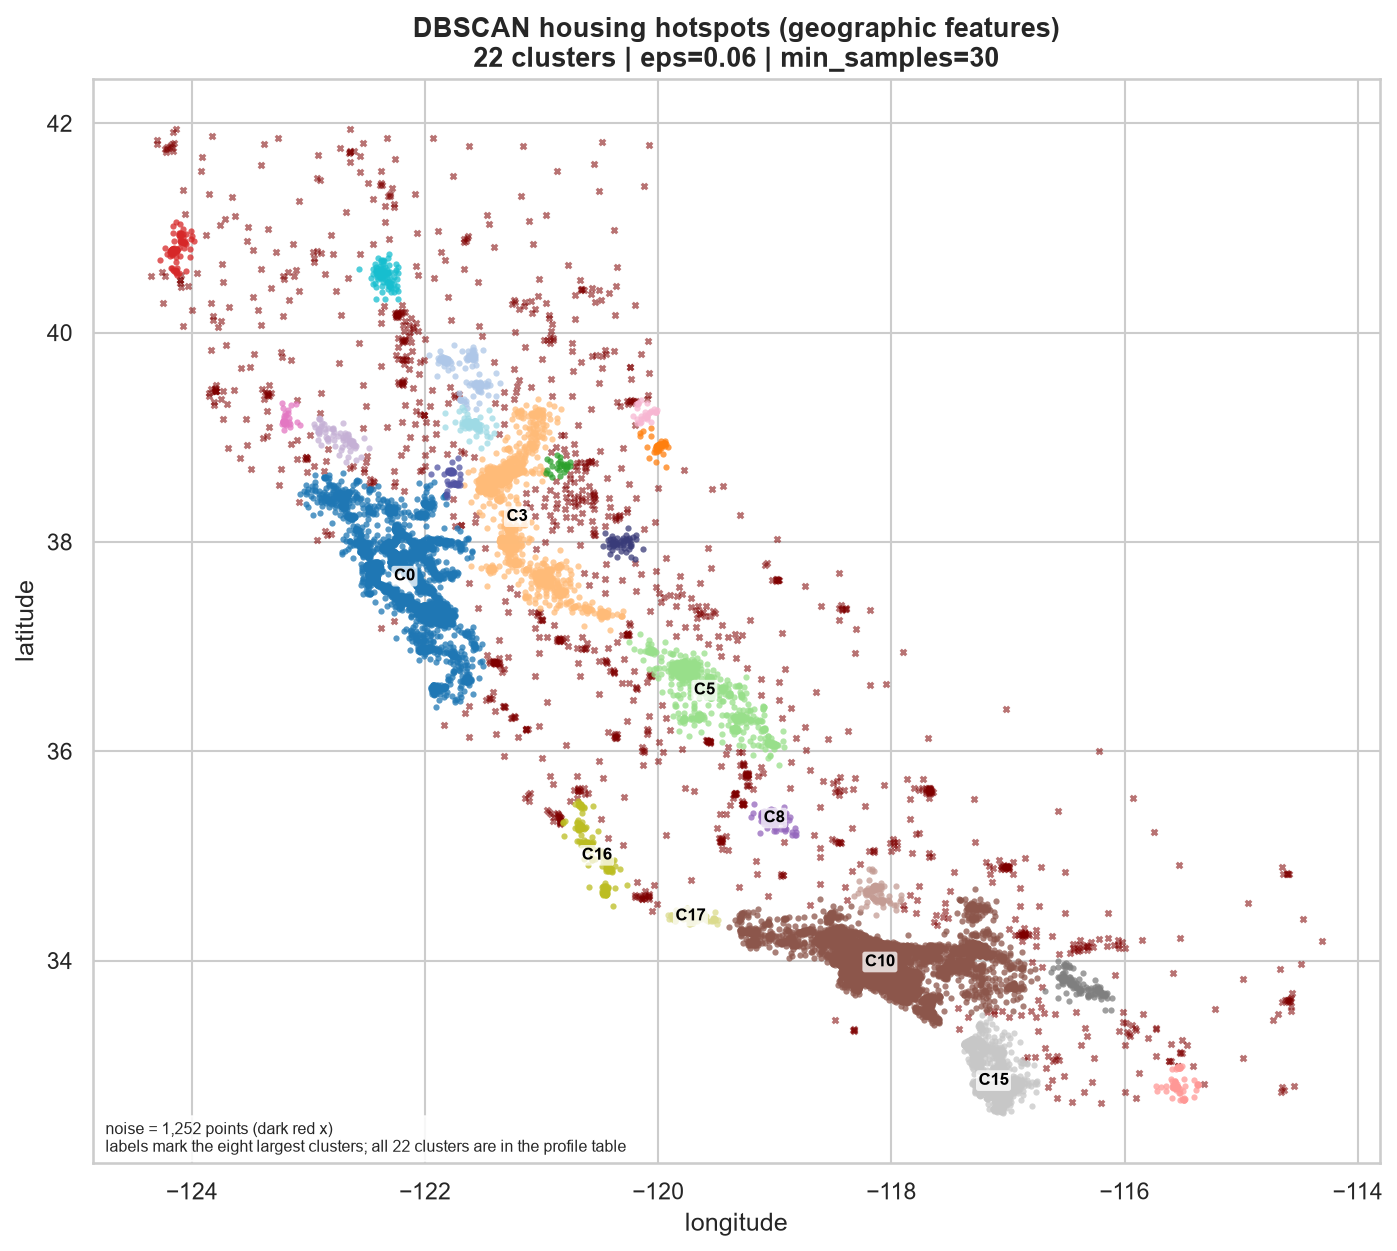 DBSCAN housing hotspots (geographic features)
22 clusters | eps=0.06 | min_samples=30
42
40
38
36
34
latitude
C3
C0
C5
C8
C16
C17
C10
C15
noise = 1,252 points (dark red x)
labels mark the eight largest clusters; all 22 clusters are in the profile table
−124
−122
−120
−118
−116
−114
longitude